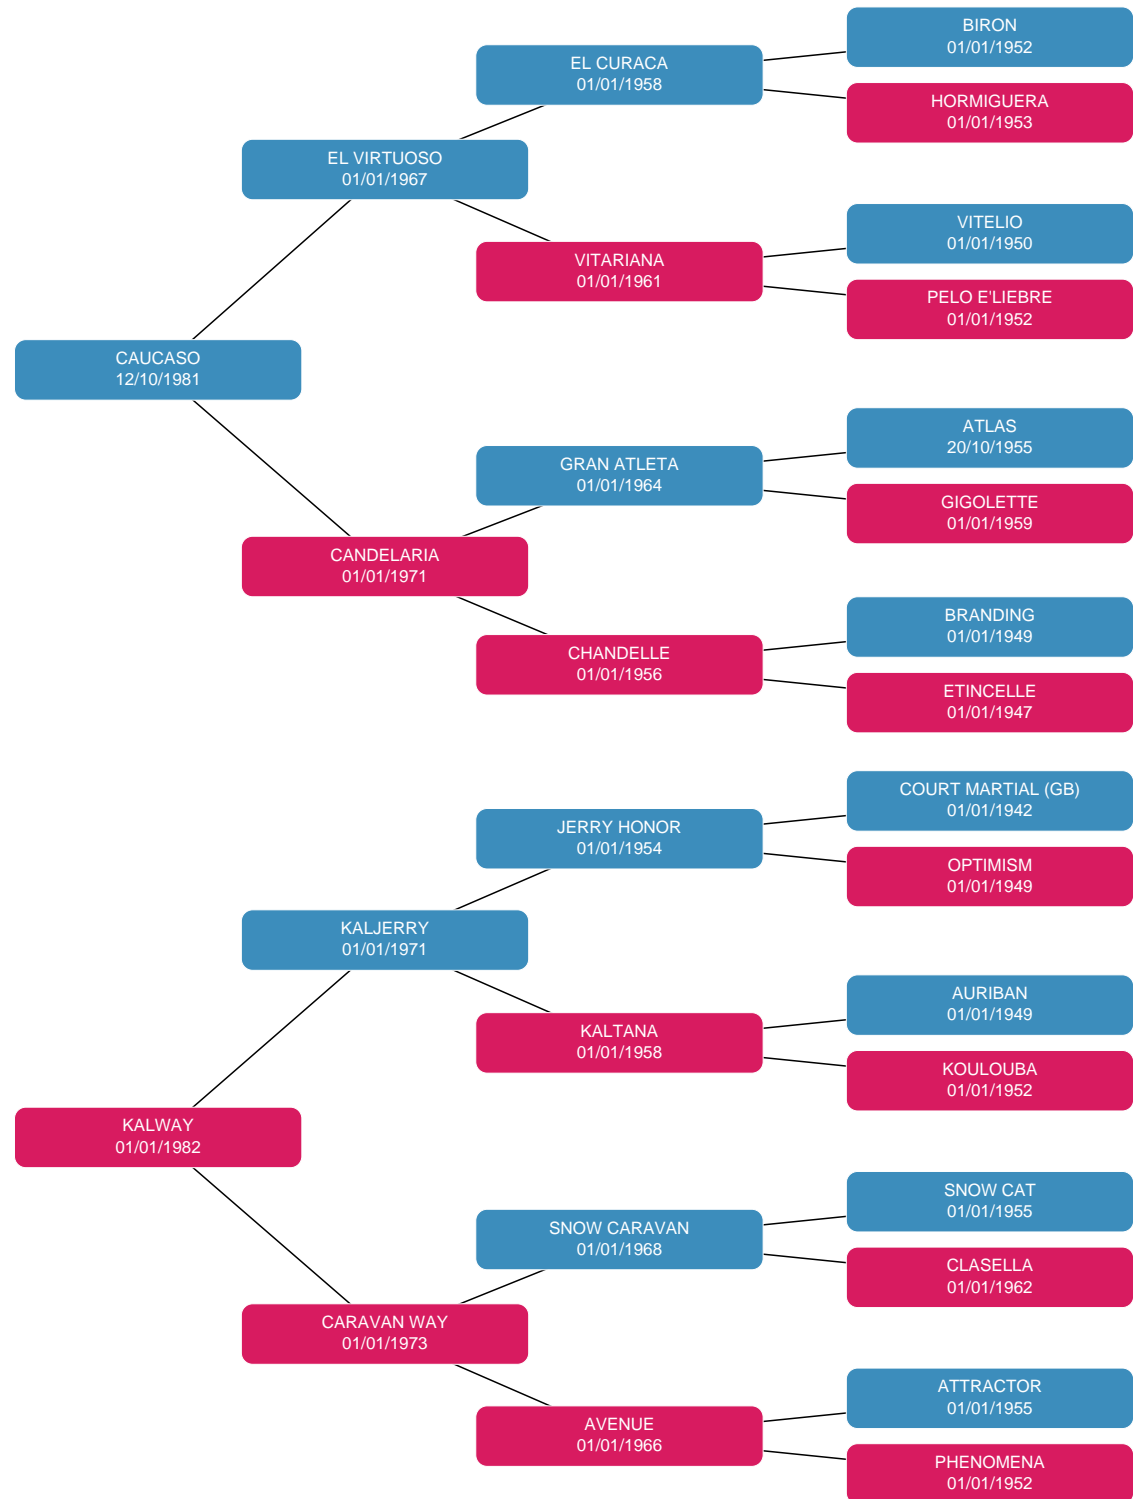 BIRON
01/01/1952
EL CURACA
01/01/1958
HORMIGUERA
01/01/1953
EL VIRTUOSO
01/01/1967
VITELIO
01/01/1950
VITARIANA
01/01/1961
PELO E'LIEBRE
01/01/1952
CAUCASO
12/10/1981
ATLAS
20/10/1955
GRAN ATLETA
01/01/1964
GIGOLETTE
01/01/1959
CANDELARIA
01/01/1971
BRANDING
01/01/1949
CHANDELLE
01/01/1956
ETINCELLE
01/01/1947
COURT MARTIAL (GB)
01/01/1942
JERRY HONOR
01/01/1954
OPTIMISM
01/01/1949
KALJERRY
01/01/1971
AURIBAN
01/01/1949
KALTANA
01/01/1958
KOULOUBA
01/01/1952
KALWAY
01/01/1982
SNOW CAT
01/01/1955
SNOW CARAVAN
01/01/1968
CLASELLA
01/01/1962
CARAVAN WAY
01/01/1973
ATTRACTOR
01/01/1955
AVENUE
01/01/1966
PHENOMENA
01/01/1952